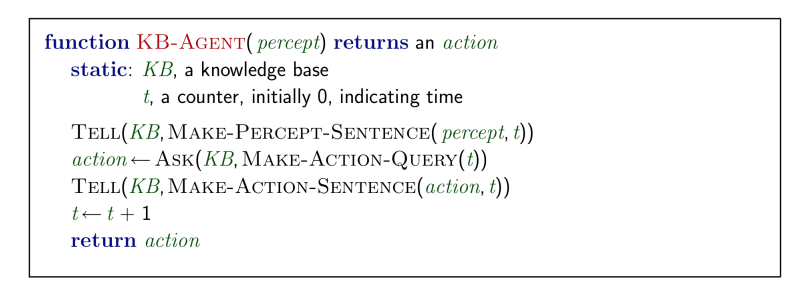 function KB-AGENT(percept) returns an action
static: KB, a knowledge base
t, a counter, initially 0, indicating time
TELL(KB, MAKE-PERCEPT-SENTENCE(percept, t))
action ← ASK(KB, MAKE-ACTION-QUERY(t))
TELL(KB, MAKE-ACTION-SENTENCE(action, t))
t ← t + 1
return action